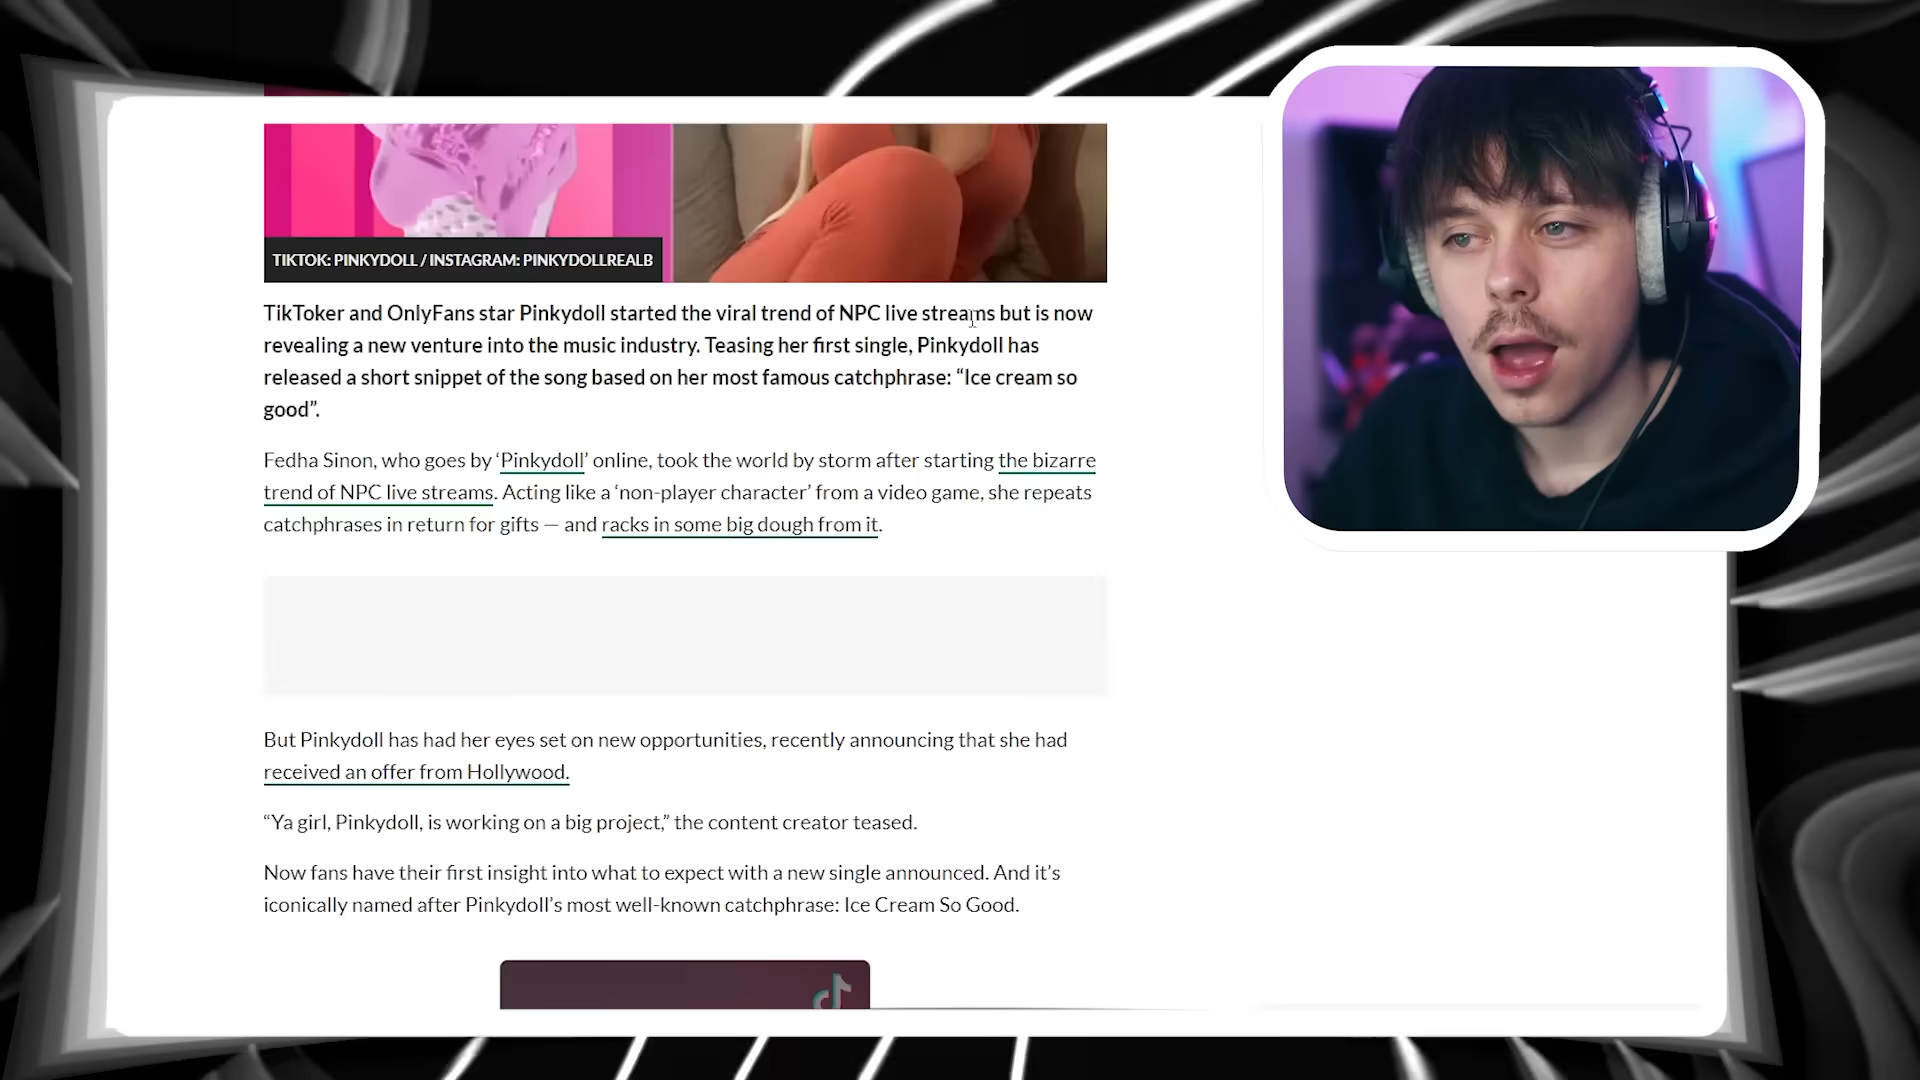 TIKTOK: PINKYDOLL / INSTAGRAM: PINKYDOLLREALB
TikToker and OnlyFans star Pinkydoll started the viral trend of NPC live streams but is now
revealing a new venture into the music industry. Teasing her first single, Pinkydoll has
released a short snippet of the song based on her most famous catchphrase: “Ice cream so
good”.
Fedha Sinon, who goes by ‘Pinkydoll’ online, took the world by storm after starting the bizarre
trend of NPC live streams. Acting like a ‘non-player character’ from a video game, she repeats
catchphrases in return for gifts — and racks in some big dough from it.
But Pinkydoll has had her eyes set on new opportunities, recently announcing that she had
received an offer from Hollywood.
“Ya girl, Pinkydoll, is working on a big project,” the content creator teased.
Now fans have their first insight into what to expect with a new single announced. And it’s
iconically named after Pinkydoll’s most well-known catchphrase: Ice Cream So Good.